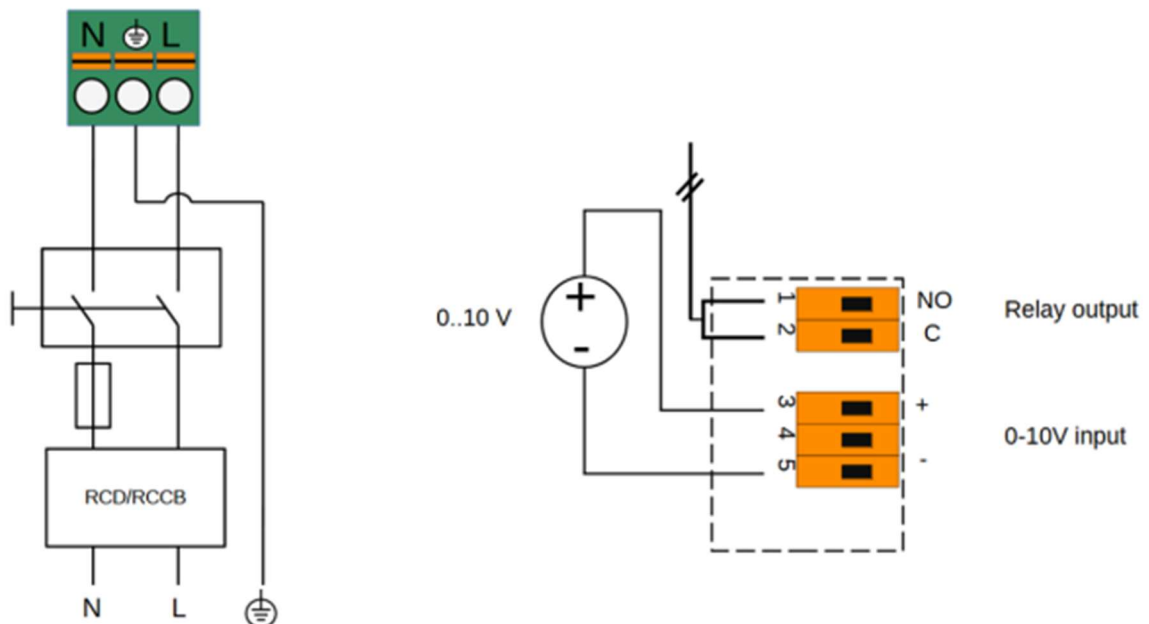 N L
0..10 V
1 NO Relay output
2 C
3 +
4 0-10V input
5 -
RCD/RCCB
N L